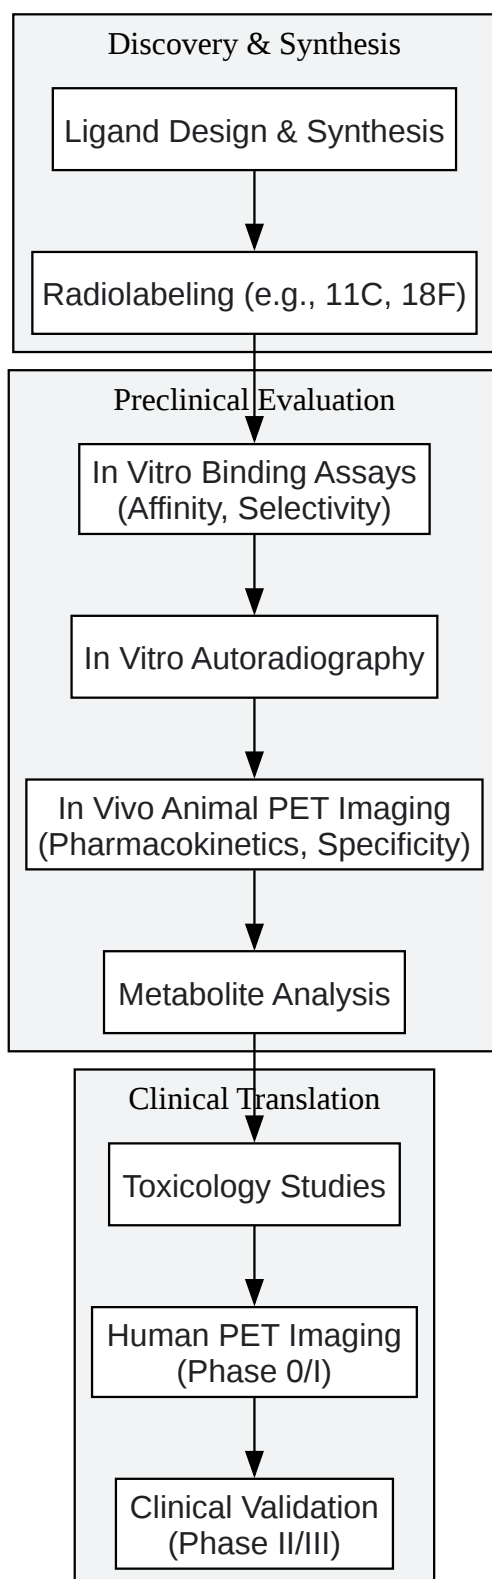 Discovery & Synthesis
Ligand Design & Synthesis
Radiolabeling (e.g., 11C, 18F)
Preclinical Evaluation
In Vitro Binding Assays
(Affinity, Selectivity)
In Vitro Autoradiography
In Vivo Animal PET Imaging
(Pharmacokinetics, Specificity)
Metabolite Analysis
Clinical Translation
Toxicology Studies
Human PET Imaging
(Phase 0/I)
Clinical Validation
(Phase II/III)